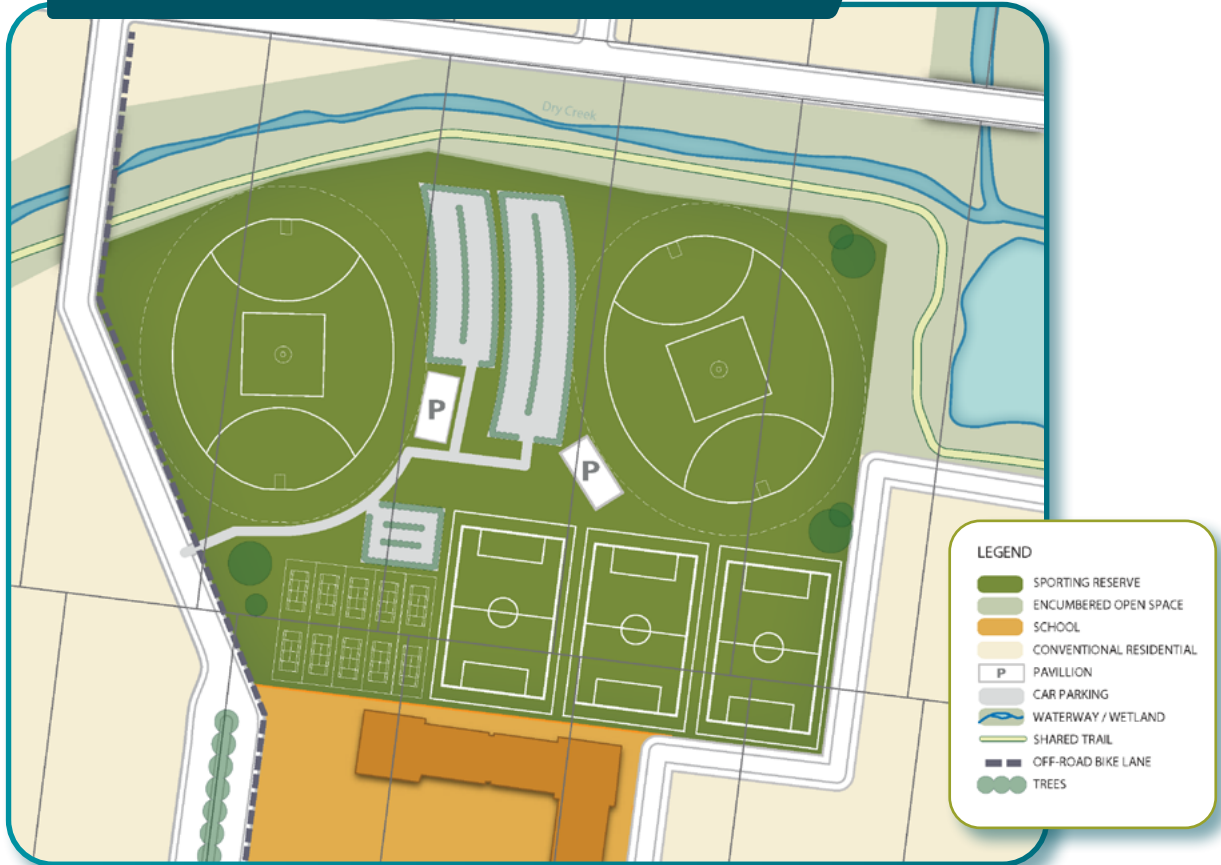 Dry Creek
P
P
LEGEND
SPORTING RESERVE
ENCUMBERED OPEN SPACE
SCHOOL
CONVENTIONAL RESIDENTIAL
P PAVILLION
CAR PARKING
WATERWAY / WETLAND
SHARED TRAIL
OFF-ROAD BIKE LANE
TREES